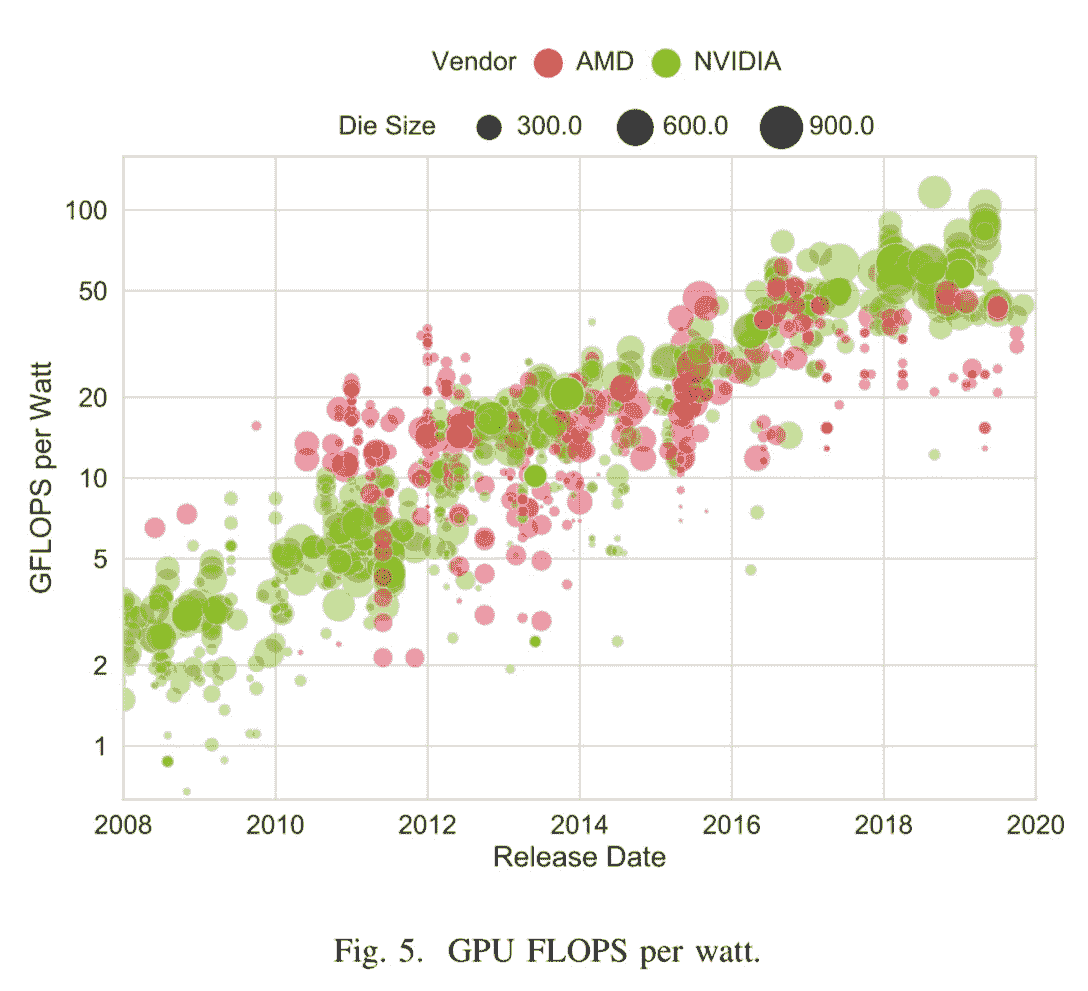 Vendor AMD NVIDIA
Die Size 300.0 600.0 900.0
GFLOPS per Watt
100
50
20
10
5
2
1
2008 2010 2012 2014 2016 2018 2020
Release Date
Fig. 5. GPU FLOPS per watt.